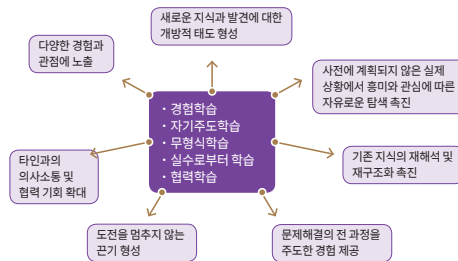 새로운 지식과 발견에 대한
개방적 태도 형성
다양한 경험과
관점에 노출
사전에 계획되지 않은 실제
상황에서 흥미와 관심에 따른
자유로운 탐색 촉진
· 경험학습
· 자기주도학습
· 무형식학습
· 실수로부터 학습
· 협력학습
타인과의
의사소통 및
협력 기회 확대
기존 지식의 재해석 및
재구조화 촉진
도전을 멈추지 않는
끈기 형성
문제해결의 전 과정을
주도한 경험 제공